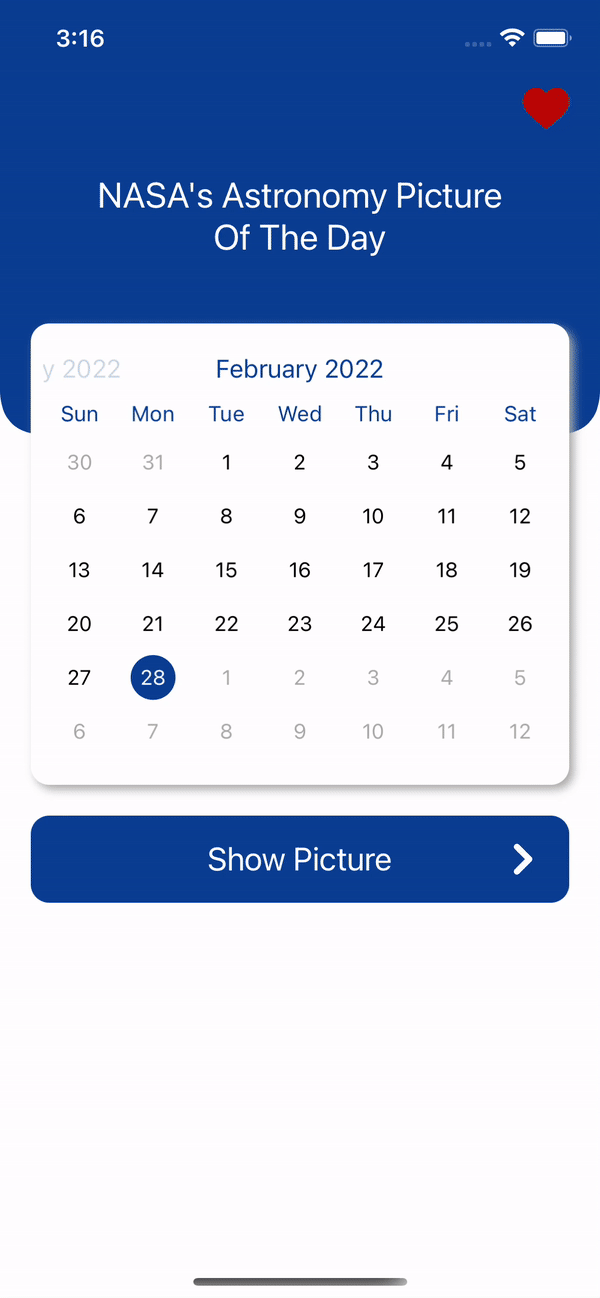 3:16
NASA's Astronomy Picture
Of The Day
y 2022 February 2022
Sun Mon Tue Wed Thu Fri Sat
30 31 1 2 3 4 5
6 7 8 9 10 11 12
13 14 15 16 17 18 19
20 21 22 23 24 25 26
27 28 1 2 3 4 5
6 7 8 9 10 11 12
Show Picture